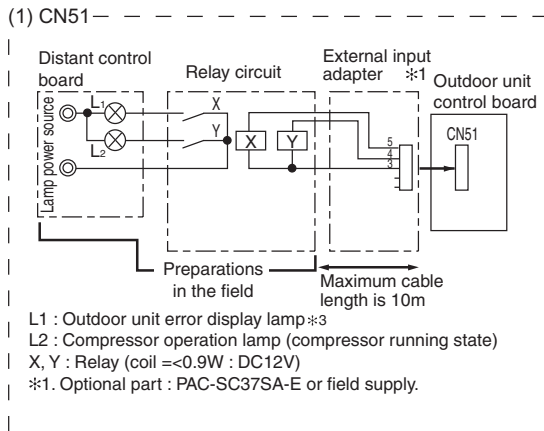 (1) CN51
Distant control
board
Relay circuit
External input
adapter ✻1
Outdoor unit
control board
Lamp power source
L1
L2
X
Y
X
Y
5
4
3
CN51
Preparations
in the field
Maximum cable
length is 10m
L1 : Outdoor unit error display lamp✻3
L2 : Compressor operation lamp (compressor running state)
X, Y : Relay (coil =<0.9W : DC12V)
✻1. Optional part : PAC-SC37SA-E or field supply.